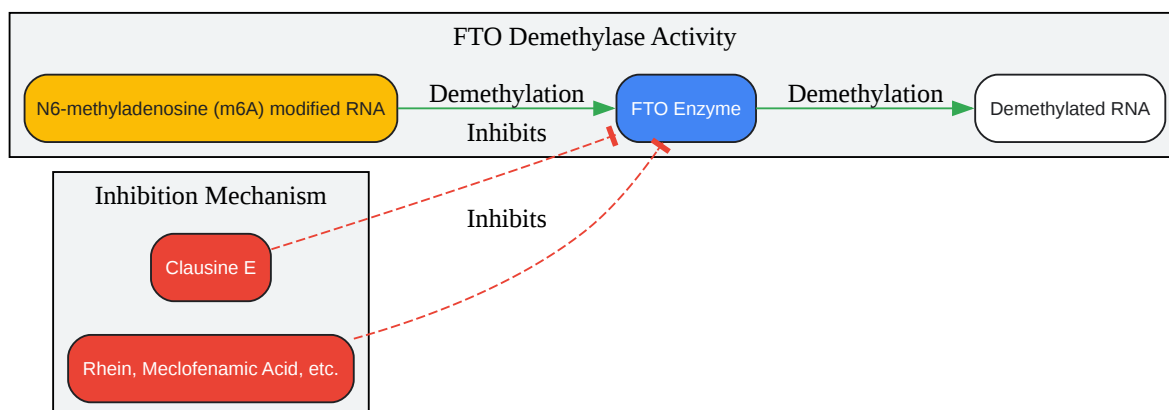 FTO Demethylase Activity
N6-methyladenosine (m6A) modified RNA
Demethylation
FTO Enzyme
Demethylation
Demethylated RNA
Inhibits
Inhibition Mechanism
Inhibits
Clausine E
Rhein, Meclofenamic Acid, etc.